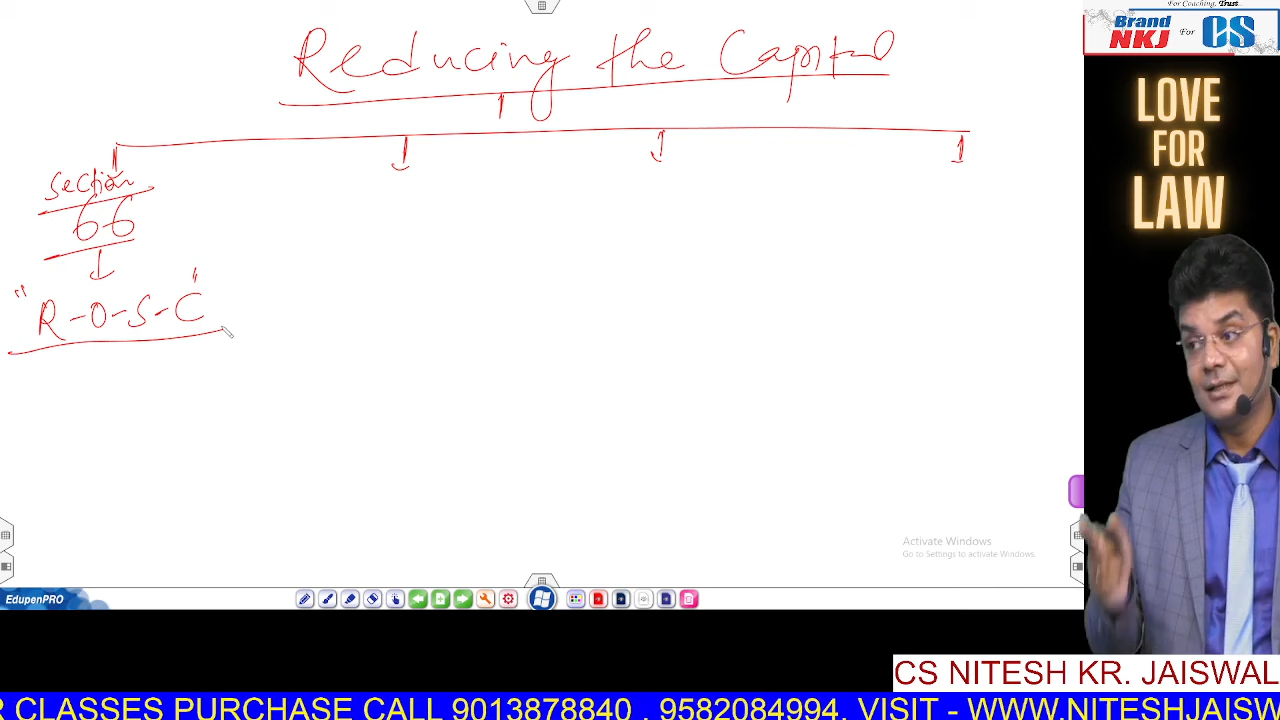 For Coaching, Trust...
Brand
NKJ
For
CS
Reducing the Capital
LOVE
FOR
LAW
Section
66
"R-O-S-C"
Activate Windows
Go to Settings to activate Windows.
EdupenPRO
CS NITESH KR. JAISWAL
R CLASSES PURCHASE CALL 9013878840 , 9582084994, VISIT - WWW.NITESHJAISW